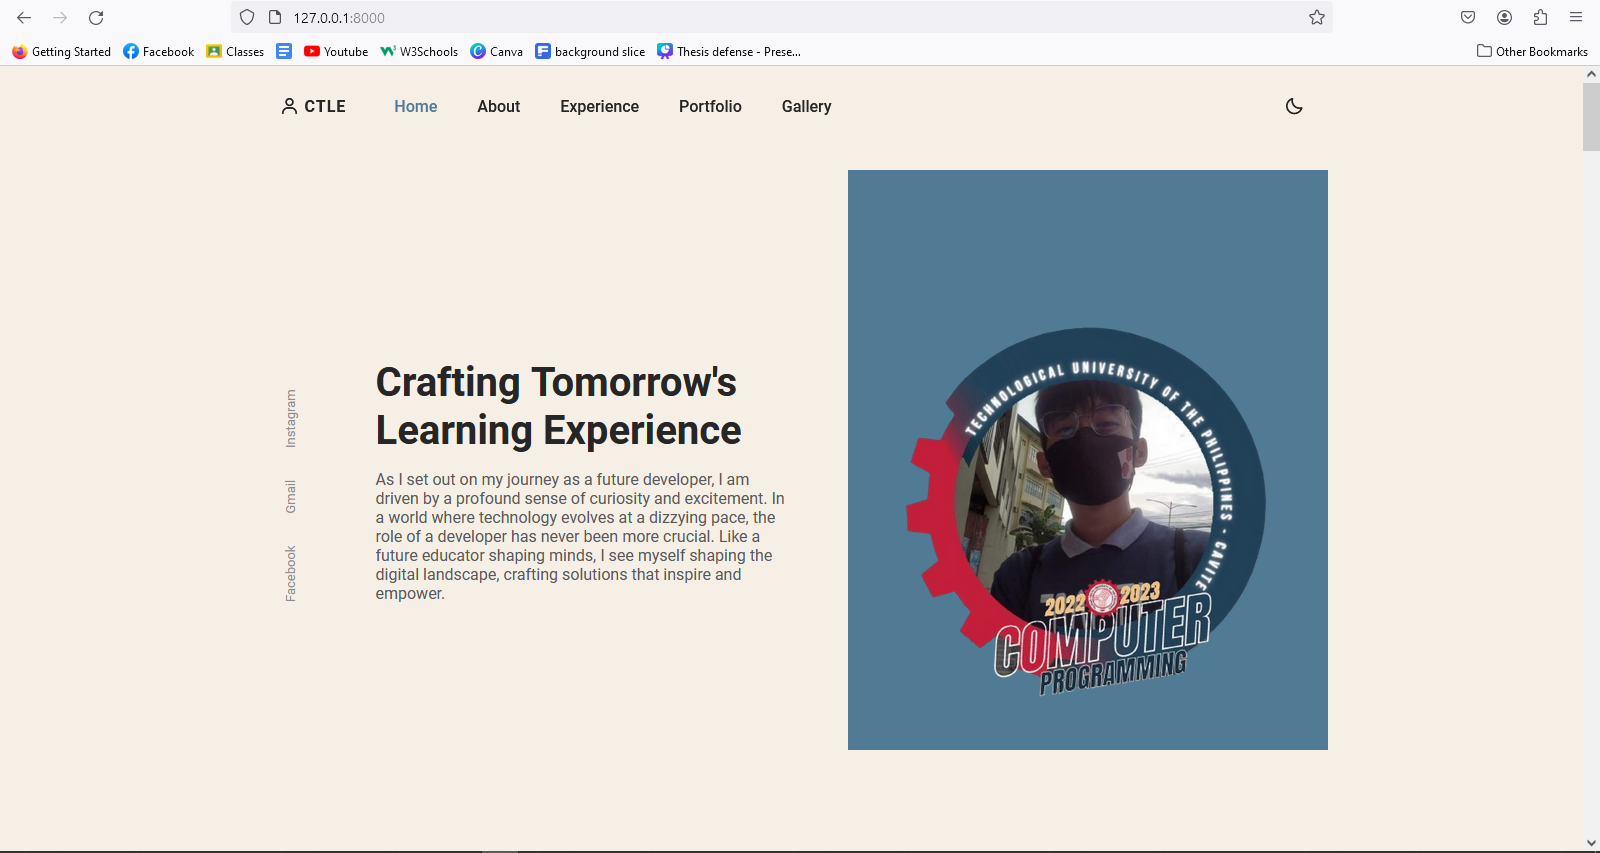 127.0.0.1:8000
Getting Started
Facebook
Classes
Youtube
W3Schools
Canva
background slice
Thesis defense - Prese...
Other Bookmarks
CTLE
Home
About
Experience
Portfolio
Gallery
Instagram
Gmail
Facebook
Crafting Tomorrow's
Learning Experience
As I set out on my journey as a future developer, I am
driven by a profound sense of curiosity and excitement. In
a world where technology evolves at a dizzying pace, the
role of a developer has never been more crucial. Like a
future educator shaping minds, I see myself shaping the
digital landscape, crafting solutions that inspire and
empower.
TECHNOLOGICAL UNIVERSITY OF THE PHILIPPINES - CAVITE
2022 2023
COMPUTER
PROGRAMMING